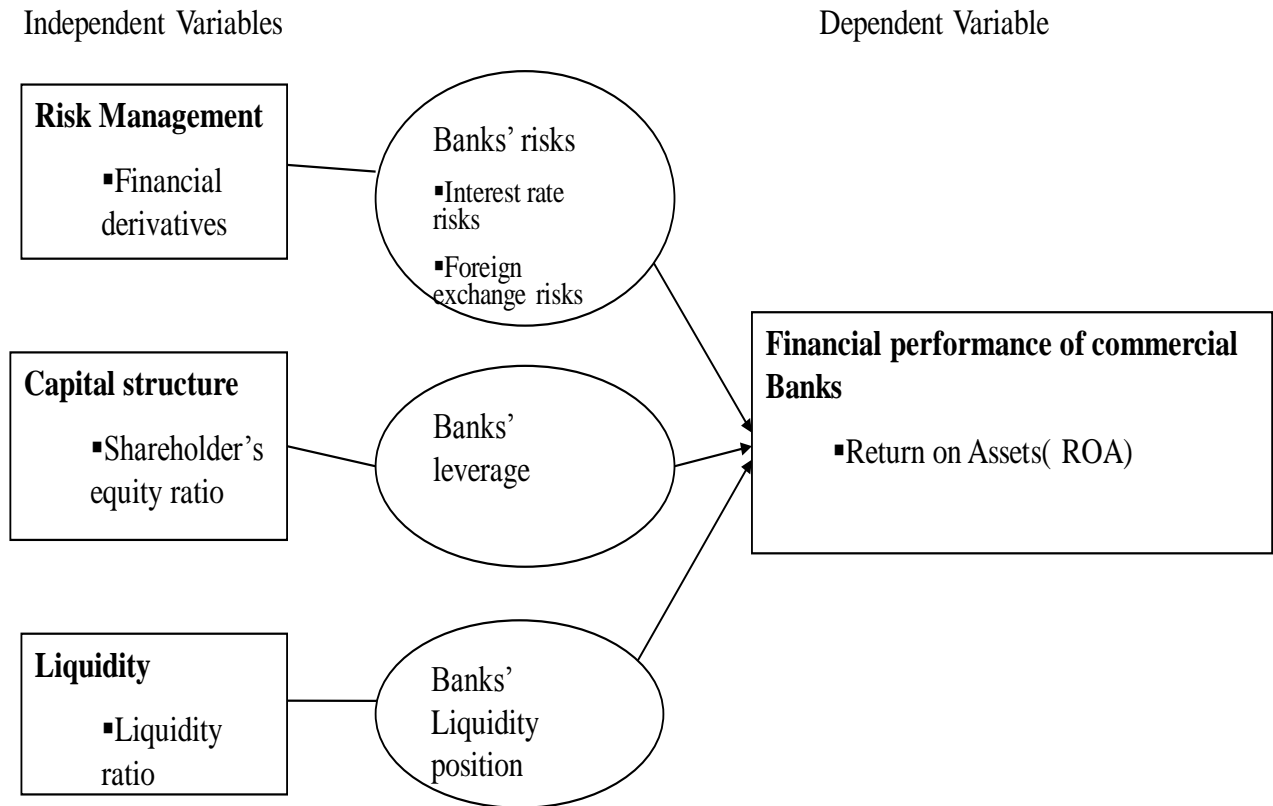 Independent Variables
Dependent Variable
Risk Management
▪Financial
derivatives
Banks’ risks
▪Interest rate
risks
▪Foreign
exchange risks
Capital structure
▪Shareholder’s
equity ratio
Banks’
leverage
Financial performance of commercial
Banks
▪Return on Assets( ROA)
Liquidity
▪Liquidity
ratio
Banks’
Liquidity
position